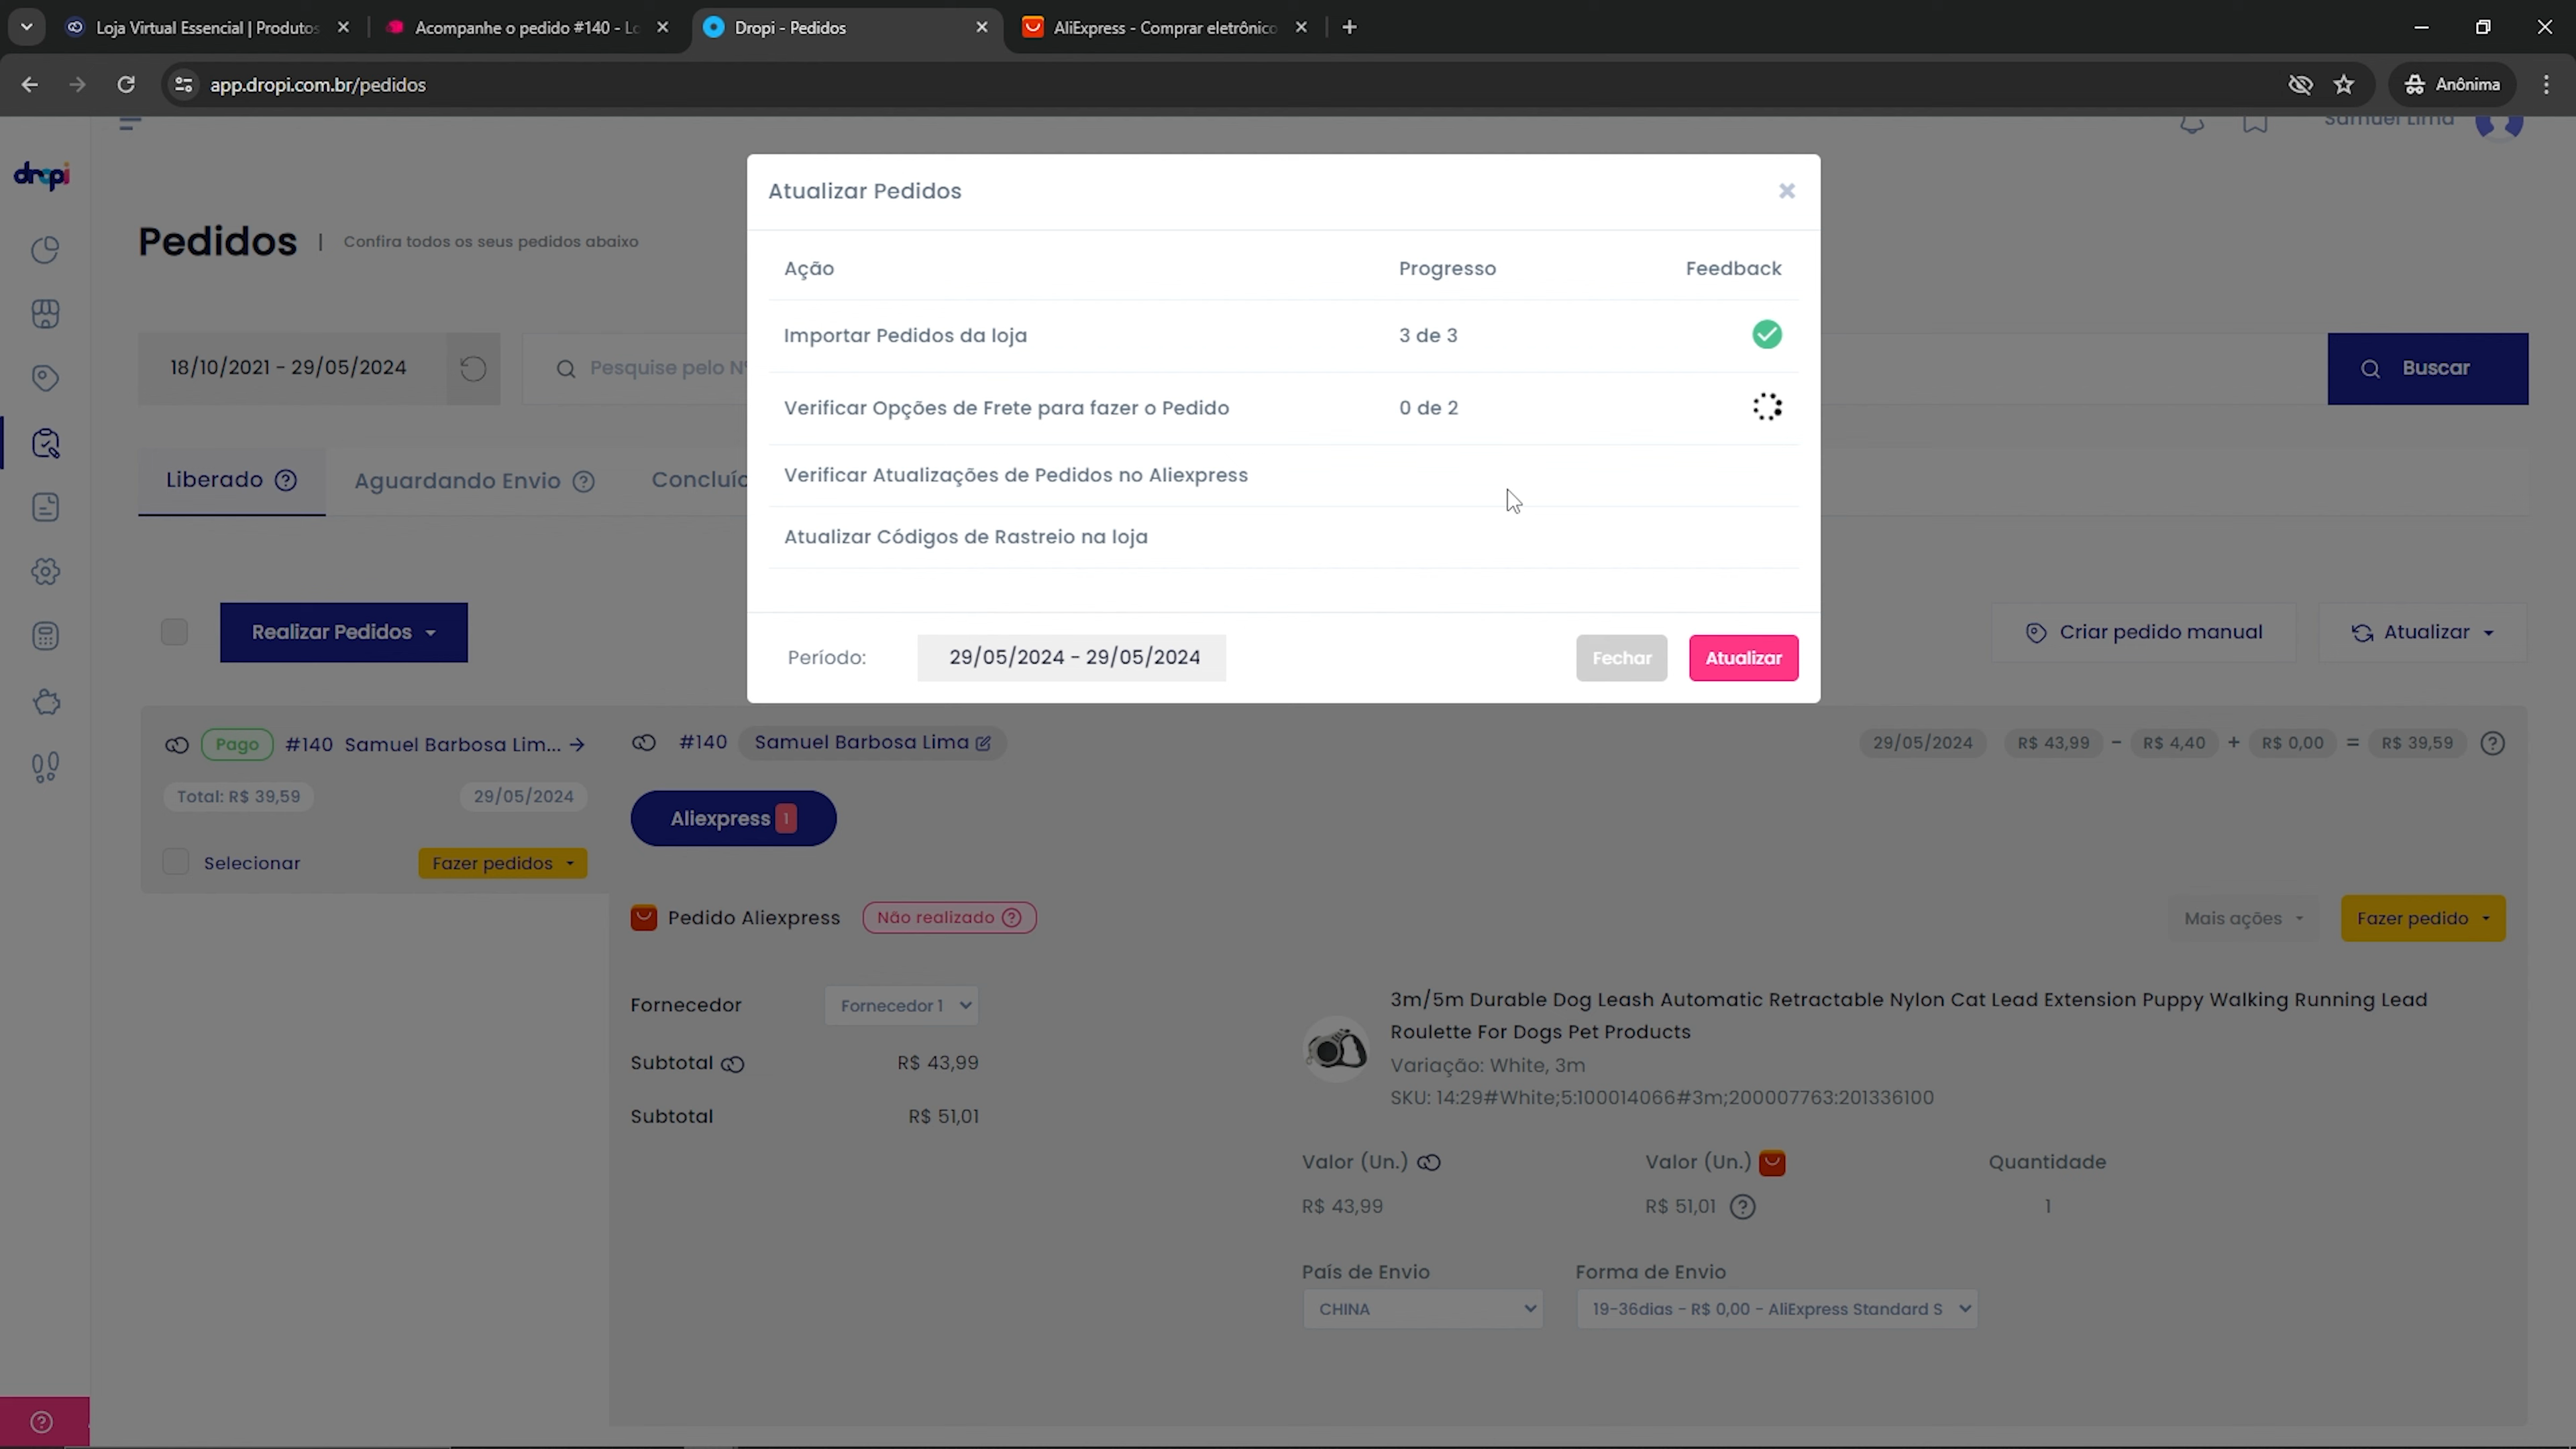 Loja Virtual Essencial | Produtos
Acompanhe o pedido #140 - Lo
Dropi - Pedidos
AliExpress - Comprar eletrônico
app.dropi.com.br/pedidos
Anônima
Samuel Lima
dropi
Pedidos | Confira todos os seus pedidos abaixo
18/10/2021 - 29/05/2024
Pesquise pelo Nº
Buscar
Liberado
Aguardando Envio
Concluíd
Realizar Pedidos
Criar pedido manual
Atualizar
Atualizar Pedidos
Ação Progresso Feedback
Importar Pedidos da loja 3 de 3
Verificar Opções de Frete para fazer o Pedido 0 de 2
Verificar Atualizações de Pedidos no Aliexpress
Atualizar Códigos de Rastreio na loja
Período: 29/05/2024 - 29/05/2024
Fechar
Atualizar
Pago #140 Samuel Barbosa Lim...
Total: R$ 39,59 29/05/2024
Selecionar
Fazer pedidos
#140 Samuel Barbosa Lima
29/05/2024 R$ 43,99 - R$ 4,40 + R$ 0,00 = R$ 39,59
Aliexpress 1
Pedido Aliexpress Não realizado
Mais ações
Fazer pedido
Fornecedor Fornecedor 1
Subtotal R$ 43,99
Subtotal R$ 51,01
3m/5m Durable Dog Leash Automatic Retractable Nylon Cat Lead Extension Puppy Walking Running Lead
Roulette For Dogs Pet Products
Variação: White, 3m
SKU: 14:29#White;5:100014066#3m;200007763:201336100
Valor (Un.) Valor (Un.) Quantidade
R$ 43,99 R$ 51,01 1
País de Envio Forma de Envio
CHINA 19-36dias - R$ 0,00 - AliExpress Standard S